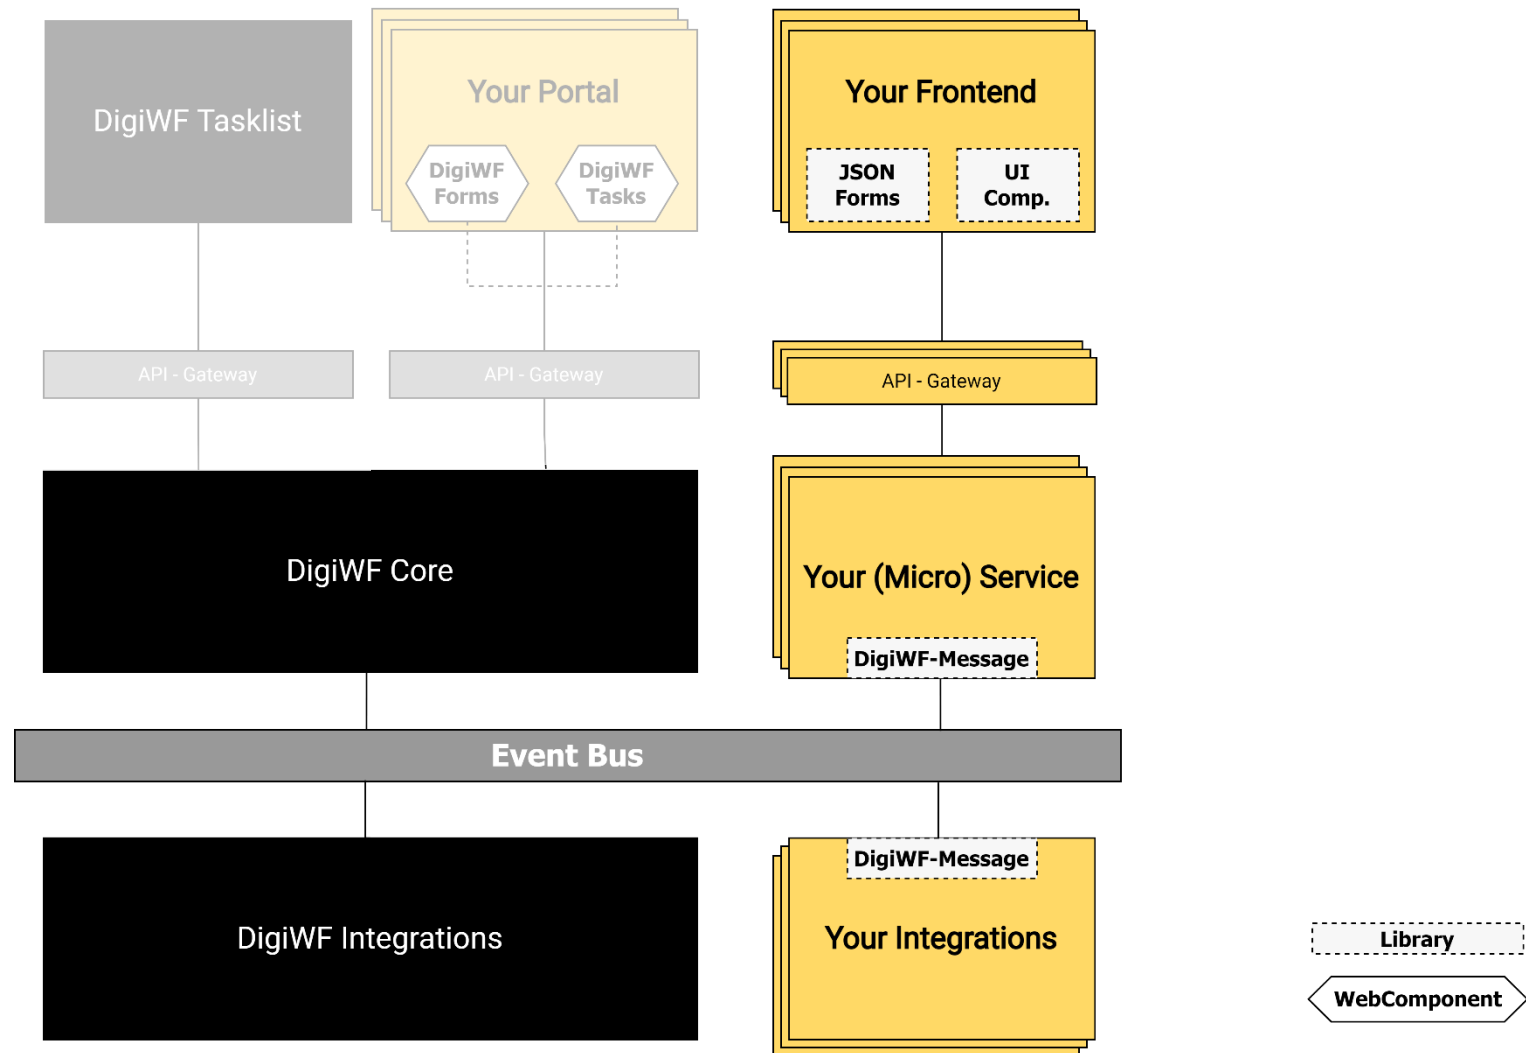 DigiWF Tasklist
Your Portal
DigiWF
Forms
DigiWF
Tasks
Your Frontend
JSON
Forms
UI
Comp.
API - Gateway
API - Gateway
API - Gateway
DigiWF Core
Your (Micro) Service
DigiWF-Message
Event Bus
DigiWF-Message
DigiWF Integrations
Your Integrations
Library
WebComponent